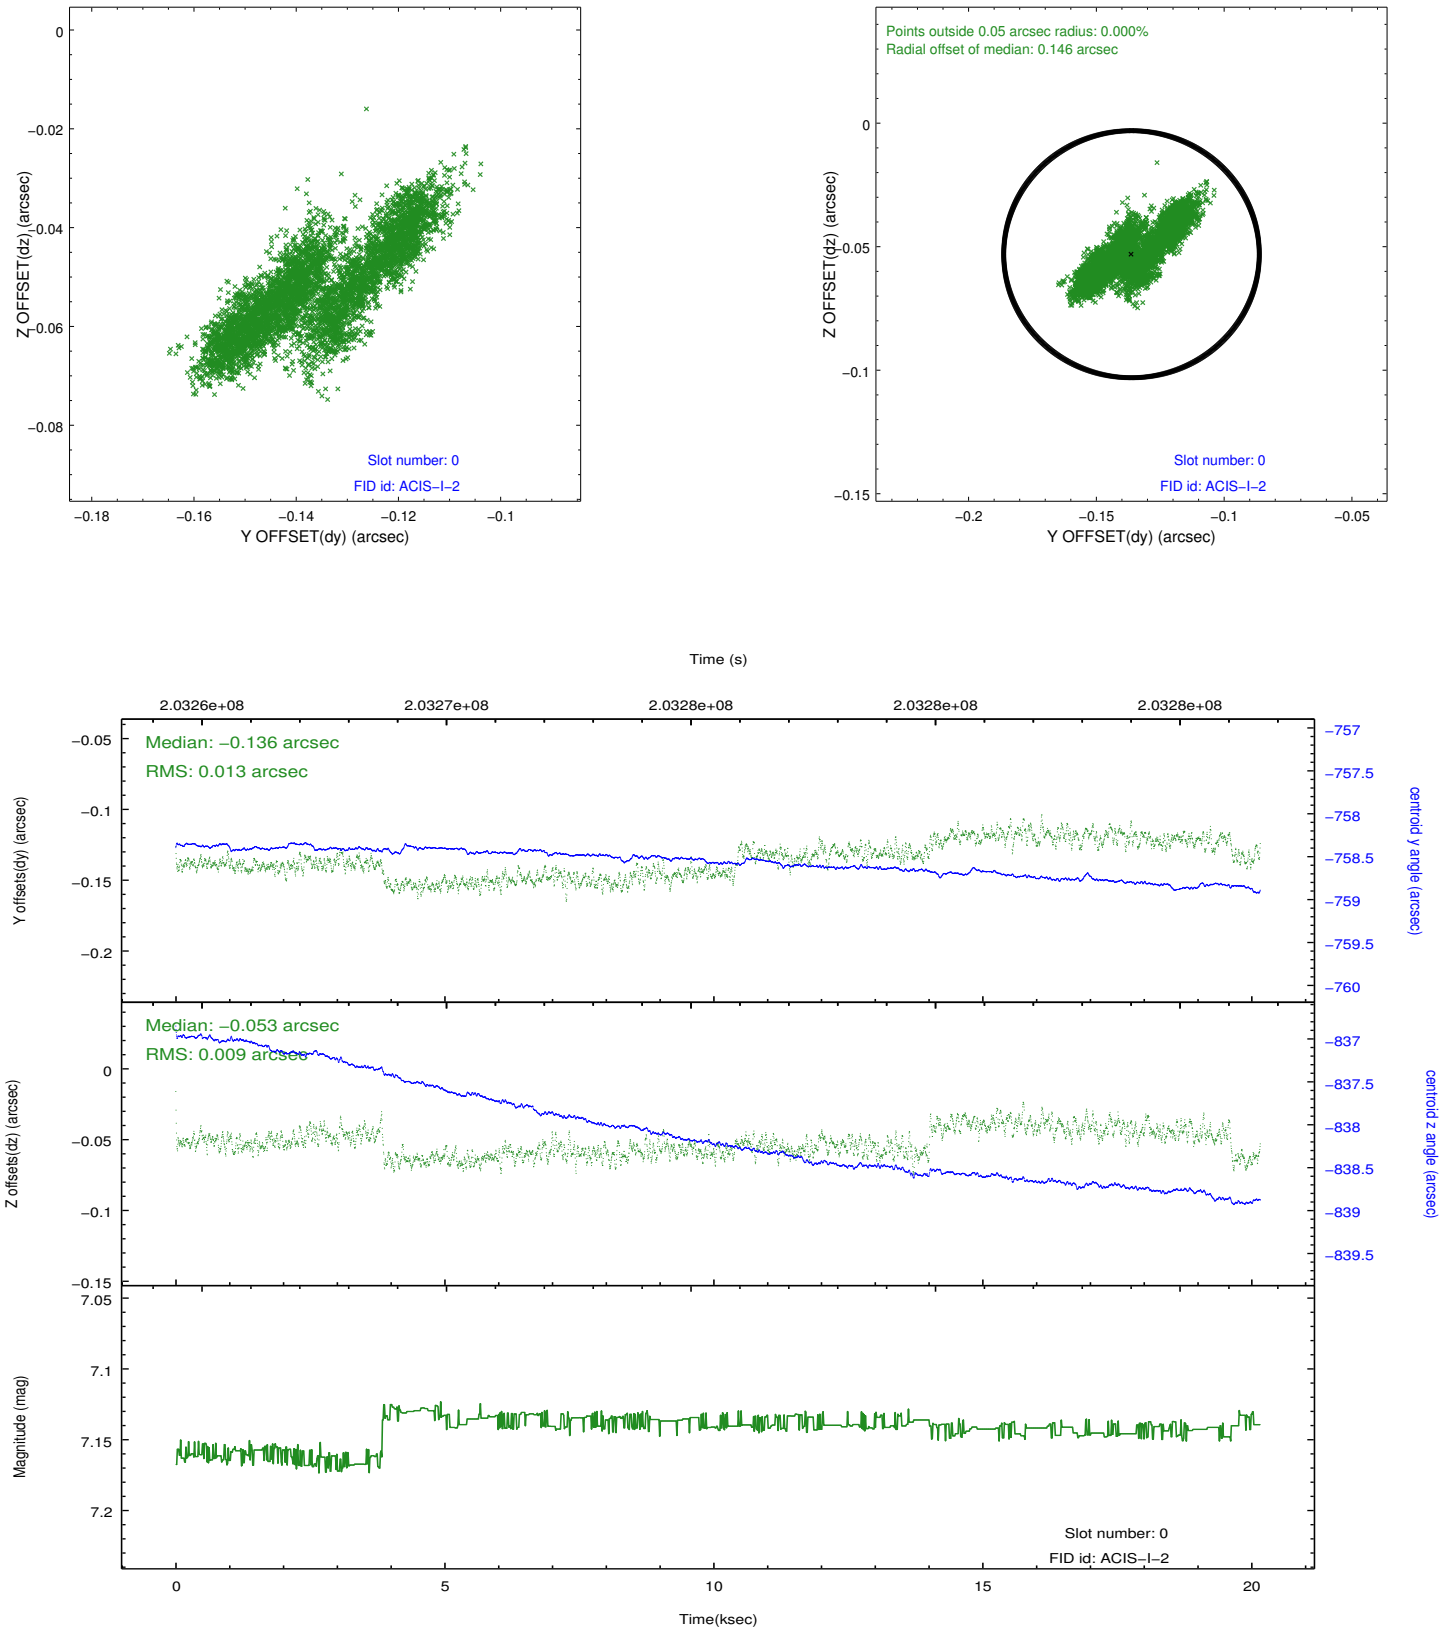 0
−0.02
−0.04
−0.06
−0.08
Z OFFSET(dz) (arcsec)
Slot number: 0
FID id: ACIS−I−2
−0.18 −0.16 −0.14 −0.12 −0.1
Y OFFSET(dy) (arcsec)
Points outside 0.05 arcsec radius: 0.000%
Radial offset of median: 0.146 arcsec
0
−0.05
−0.1
−0.15
Z OFFSET(dz) (arcsec)
Slot number: 0
FID id: ACIS−I−2
−0.2 −0.15 −0.1 −0.05
Y OFFSET(dy) (arcsec)
Time (s)
2.0326e+08 2.0327e+08 2.0328e+08 2.0328e+08 2.0328e+08
Median: −0.136 arcsec
RMS: 0.013 arcsec
−0.05
−0.1
−0.15
−0.2
Y offsets(dy) (arcsec)
−757
−757.5
−758
−758.5
−759
−759.5
−760
centroid y angle (arcsec)
Median: −0.053 arcsec
RMS: 0.009 arcsec
0
−0.05
−0.1
−0.15
Z offsets(dz) (arcsec)
−837
−837.5
−838
−838.5
−839
−839.5
centroid z angle (arcsec)
7.05
7.1
7.15
7.2
Magnitude (mag)
Slot number: 0
FID id: ACIS−I−2
0 5 10 15 20
Time(ksec)